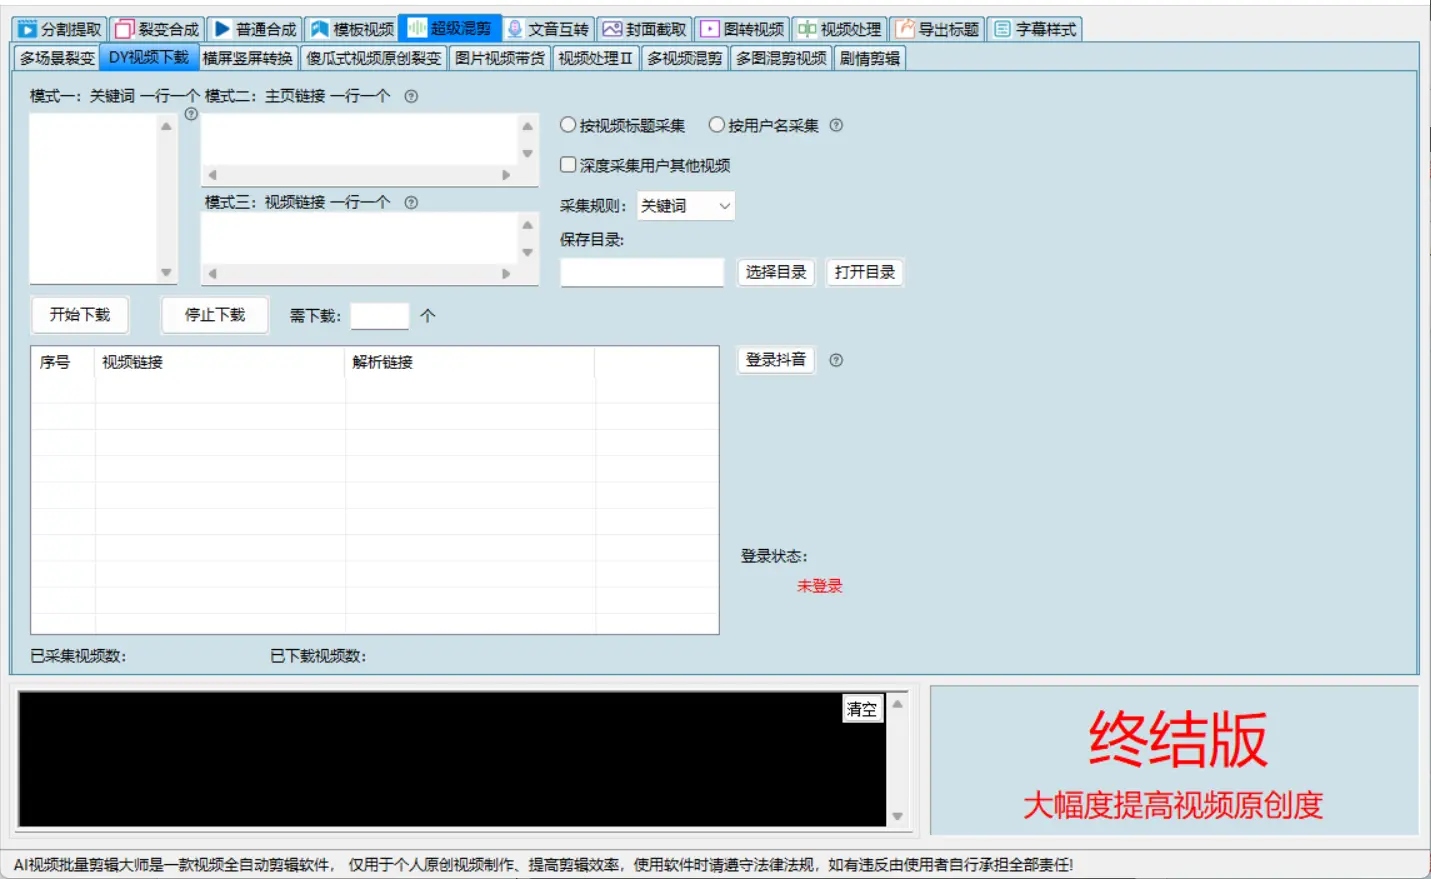 分割提取 裂变合成 普通合成 模板视频 超级混剪 文音互转 封面截取 图转视频 视频处理 导出标题 字幕样式
多场景裂变 DY视频下载 横屏竖屏转换 傻瓜式视频原创裂变 图片视频带货 视频处理Ⅱ 多视频混剪 多图混剪视频 剧情剪辑
模式一：关键词 一行一个 模式二：主页链接 一行一个
按视频标题采集 按用户名采集
深度采集用户其他视频
模式三：视频链接 一行一个
采集规则： 关键词
保存目录:
选择目录 打开目录
开始下载 停止下载 需下载： 个
序号 视频链接 解析链接
登录抖音
登录状态：
未登录
已采集视频数： 已下载视频数：
清空
终结版
大幅度提高视频原创度
AI视频批量剪辑大师是一款视频全自动剪辑软件， 仅用于个人原创视频制作、提高剪辑效率，使用软件时请遵守法律法规，如有违反由使用者自行承担全部责任!